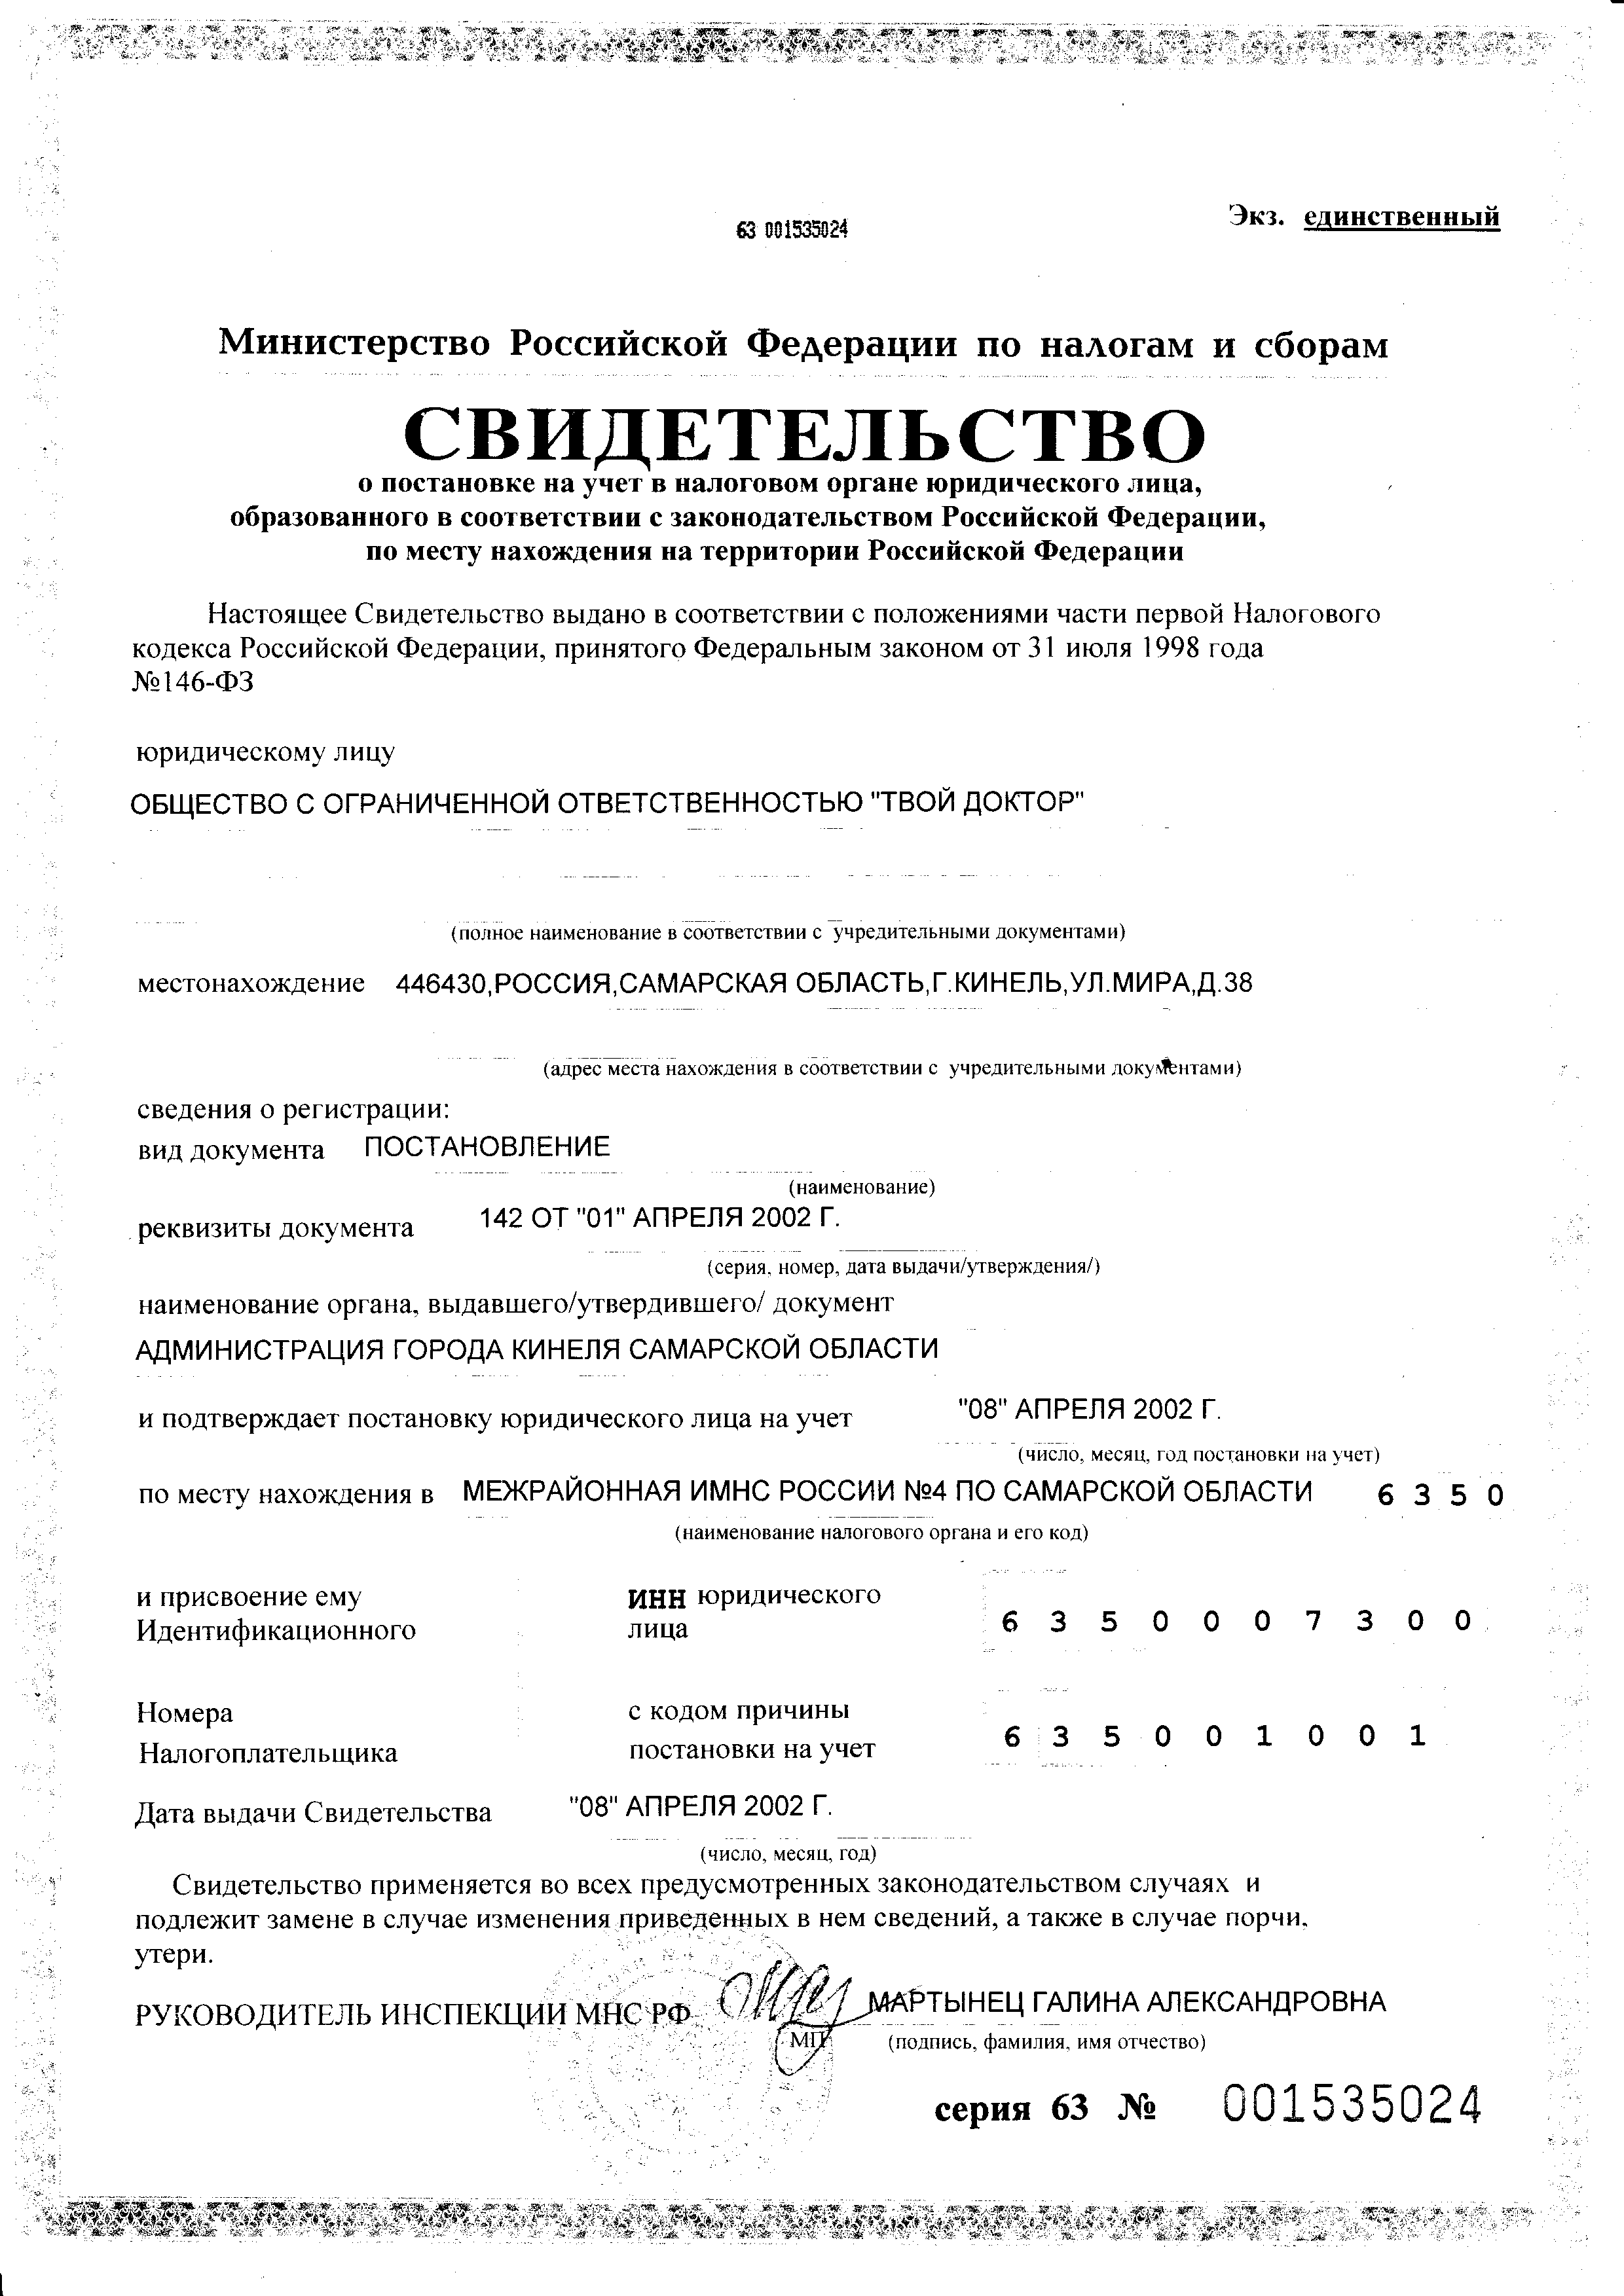 63 001535024
Экз. единственный
Министерство Российской Федерации по налогам и сборам
СВИДЕТЕЛЬСТВО
о постановке на учет в налоговом органе юридического лица,
образованного в соответствии с законодательством Российской Федерации,
по месту нахождения на территории Российской Федерации
Настоящее Свидетельство выдано в соответствии с положениями части первой Налогового
кодекса Российской Федерации, принятого Федеральным законом от 31 июля 1998 года
№146-ФЗ
юридическому лицу
ОБЩЕСТВО С ОГРАНИЧЕННОЙ ОТВЕТСТВЕННОСТЬЮ "ТВОЙ ДОКТОР"
(полное наименование в соответствии с учредительными документами)
местонахождение 446430,РОССИЯ,САМАРСКАЯ ОБЛАСТЬ,Г.КИНЕЛЬ,УЛ.МИРА,Д.38
(адрес места нахождения в соответствии с учредительными документами)
сведения о регистрации:
вид документа ПОСТАНОВЛЕНИЕ
(наименование)
реквизиты документа 142 ОТ "01" АПРЕЛЯ 2002 Г.
(серия, номер, дата выдачи/утверждения/)
наименование органа, выдавшего/утвердившего/ документ
АДМИНИСТРАЦИЯ ГОРОДА КИНЕЛЯ САМАРСКОЙ ОБЛАСТИ
и подтверждает постановку юридического лица на учет "08" АПРЕЛЯ 2002 Г.
(число, месяц, год постановки на учет)
по месту нахождения в МЕЖРАЙОННАЯ ИМНС РОССИИ №4 ПО САМАРСКОЙ ОБЛАСТИ 6 3 5 0
(наименование налогового органа и его код)
и присвоение ему ИНН юридического
Идентификационного лица 6 3 5 0 0 0 7 3 0 0
Номера с кодом причины
Налогоплательщика постановки на учет 6 3 5 0 0 1 0 0 1
Дата выдачи Свидетельства "08" АПРЕЛЯ 2002 Г.
(число, месяц, год)
Свидетельство применяется во всех предусмотренных законодательством случаях и
подлежит замене в случае изменения приведенных в нем сведений, а также в случае порчи,
утери.
РУКОВОДИТЕЛЬ ИНСПЕКЦИИ МНС РФ МАРТЫНЕЦ ГАЛИНА АЛЕКСАНДРОВНА
МП (подпись, фамилия, имя отчество)
серия 63 № 001535024